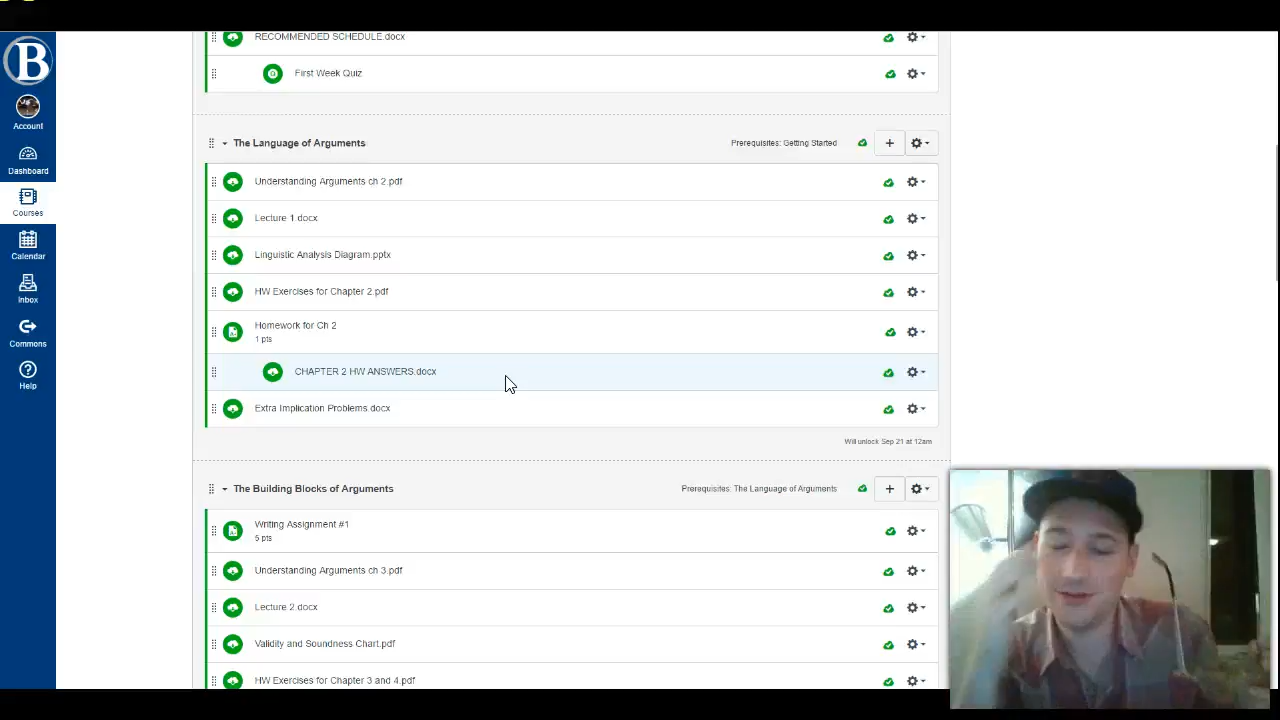 RECOMMENDED SCHEDULE.docx
B
First Week Quiz
Account
The Language of Arguments
Prerequisites: Getting Started
Dashboard
Understanding Arguments ch 2.pdf
Courses
Lecture 1.docx
Calendar
Linguistic Analysis Diagram.pptx
Inbox
HW Exercises for Chapter 2.pdf
Commons
Homework for Ch 2
1 pts
Help
CHAPTER 2 HW ANSWERS.docx
Extra Implication Problems.docx
Will unlock Sep 21 at 12am
The Building Blocks of Arguments
Prerequisites: The Language of Arguments
Writing Assignment #1
5 pts
Understanding Arguments ch 3.pdf
Lecture 2.docx
Validity and Soundness Chart.pdf
HW Exercises for Chapter 3 and 4.pdf